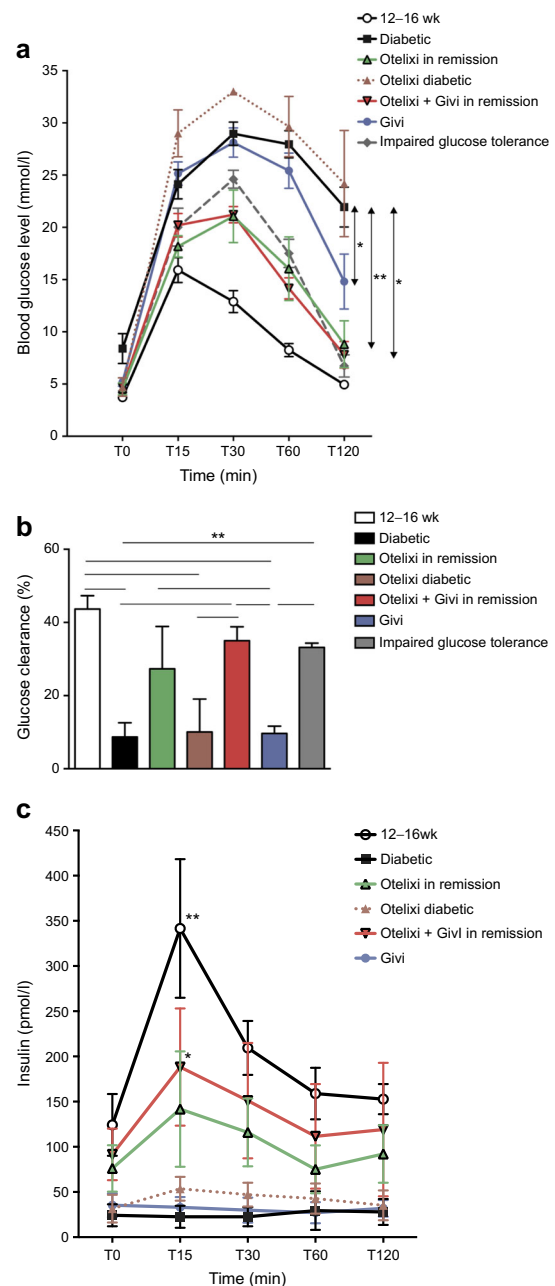 a
12–16 wk
Diabetic
Otelixi in remission
Otelixi diabetic
Otelixi + Givi in remission
Givi
Impaired glucose tolerance
Blood glucose level (mmol/l)
35
30
25
20
15
10
5
0
*
**
*
T0 T15 T30 T60 T120
Time (min)
b
12–16 wk
Diabetic
Otelixi in remission
Otelixi diabetic
Otelixi + Givi in remission
Givi
Impaired glucose tolerance
Glucose clearance (%)
60
40
20
0
**
c
12–16wk
Diabetic
Otelixi in remission
Otelixi diabetic
Otelixi + GivI in remission
Givi
Insulin (pmol/l)
450
400
350
300
250
200
150
100
50
0
**
*
T0 T15 T30 T60 T120
Time (min)